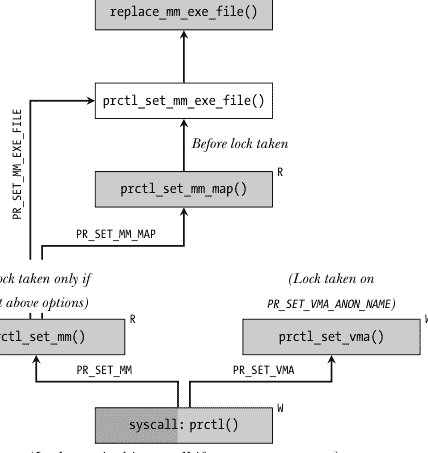 replace_mm_exe_file()
prctl_set_mm_exe_file()
PR_SET_MM_EXE_FILE
Before lock taken
R
prctl_set_mm_map()
PR_SET_MM_MAP
taken only if
above options)
(Lock taken on
PR_SET_VMA_ANON_NAME)
R
rctl_set_mm()
prctl_set_vma()
PR_SET_MM
PR_SET_VMA
W
syscall: prctl()